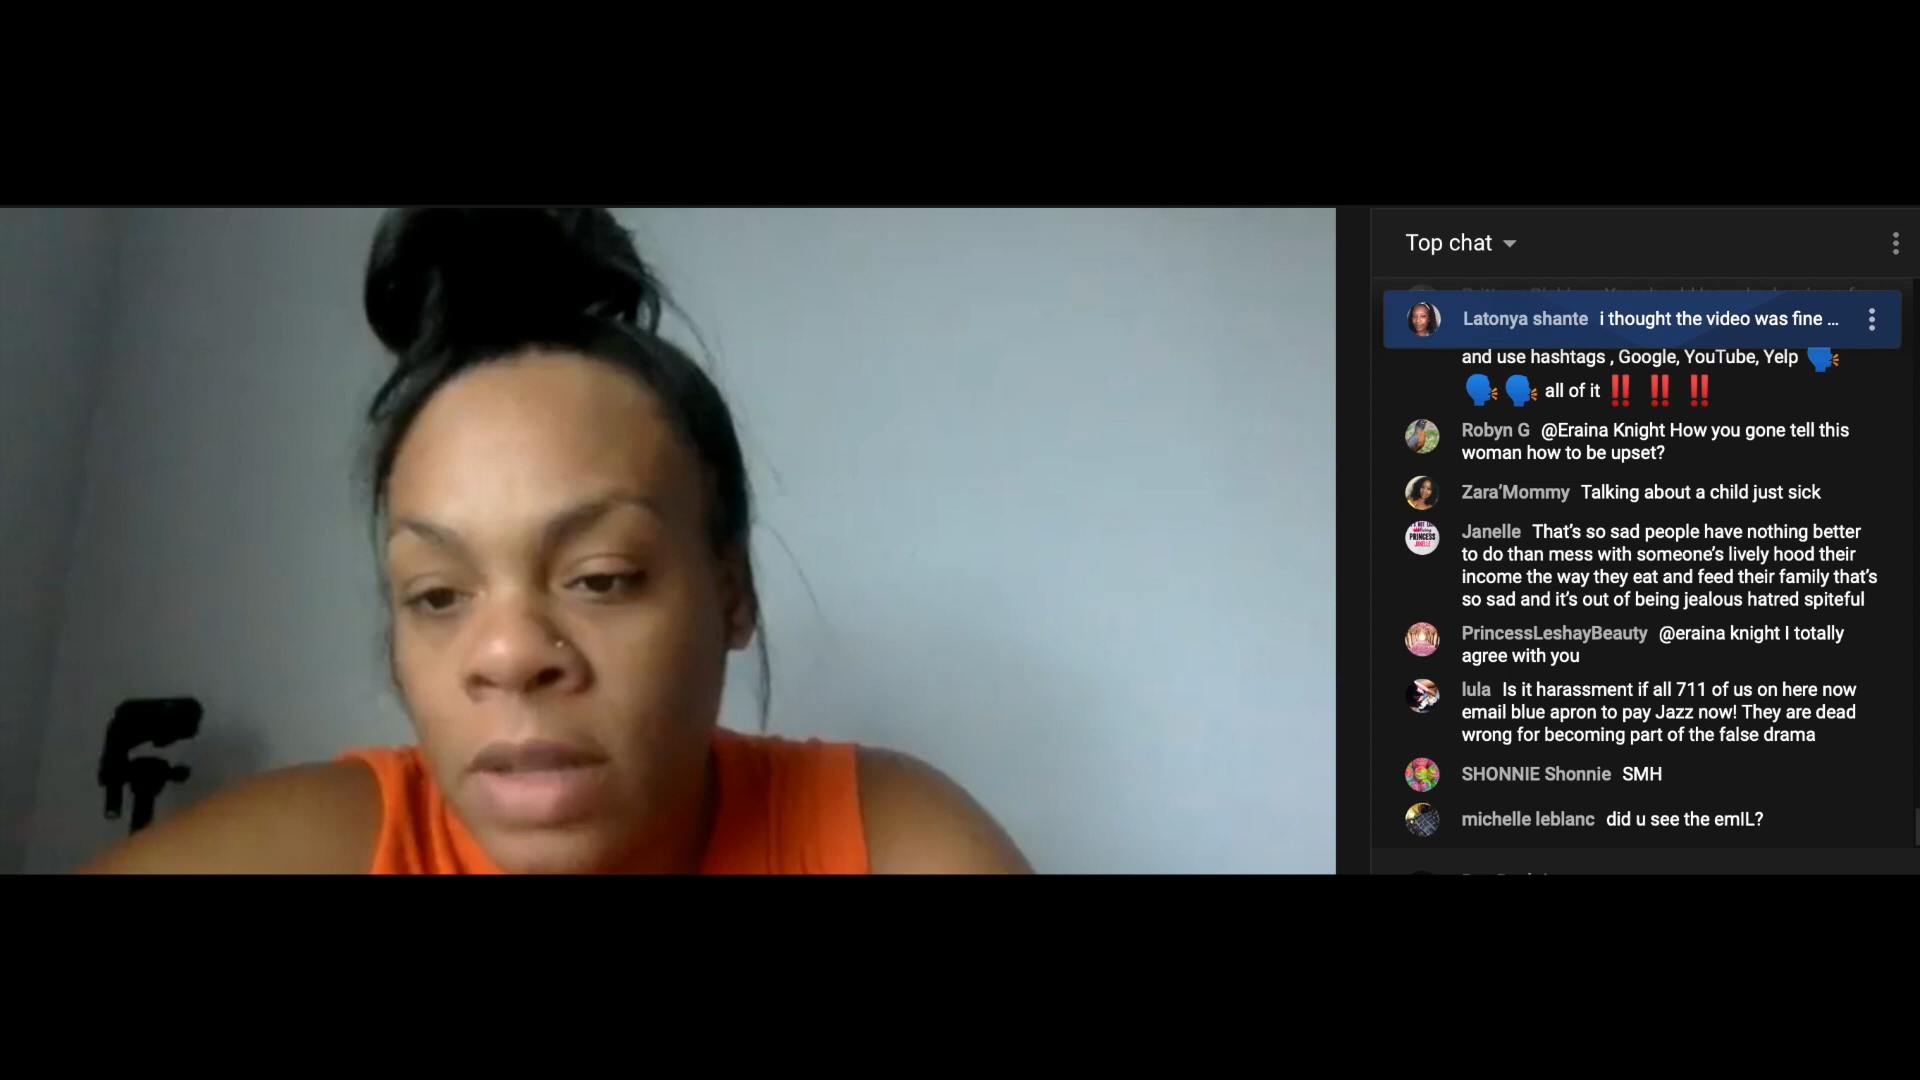 Top chat
Latonya shante i thought the video was fine ...
and use hashtags , Google, YouTube, Yelp
all of it ‼️ ‼️ ‼️
Robyn G @Eraina Knight How you gone tell this
woman how to be upset?
Zara'Mommy Talking about a child just sick
PRINCESS
Janelle That's so sad people have nothing better
to do than mess with someone's lively hood their
income the way they eat and feed their family that's
so sad and it's out of being jealous hatred spiteful
PrincessLeshayBeauty @eraina knight I totally
agree with you
lula Is it harassment if all 711 of us on here now
email blue apron to pay Jazz now! They are dead
wrong for becoming part of the false drama
SHONNIE Shonnie SMH
michelle leblanc did u see the emIL?